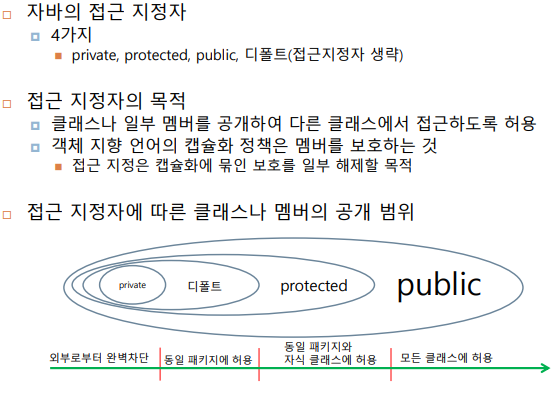 자바의 접근 지정자
4가지
private, protected, public, 디폴트(접근지정자 생략)
접근 지정자의 목적
클래스나 일부 멤버를 공개하여 다른 클래스에서 접근하도록 허용
객체 지향 언어의 캡슐화 정책은 멤버를 보호하는 것
접근 지정은 캡슐화에 묶인 보호를 일부 해제할 목적
접근 지정자에 따른 클래스나 멤버의 공개 범위
private
디폴트
protected
public
외부로부터 완벽차단
동일 패키지에 허용
동일 패키지와
자식 클래스에 허용
모든 클래스에 허용